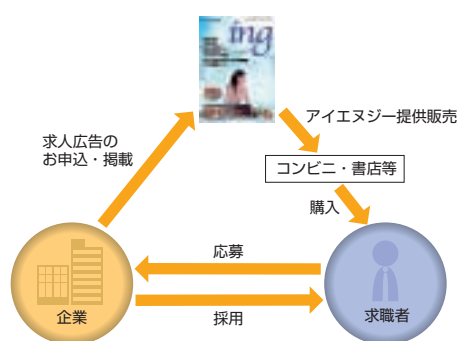 ing
アイエヌジー提供販売
求人広告の
お申込・掲載
コンビニ・書店等
購入
応募
採用
企業
求職者